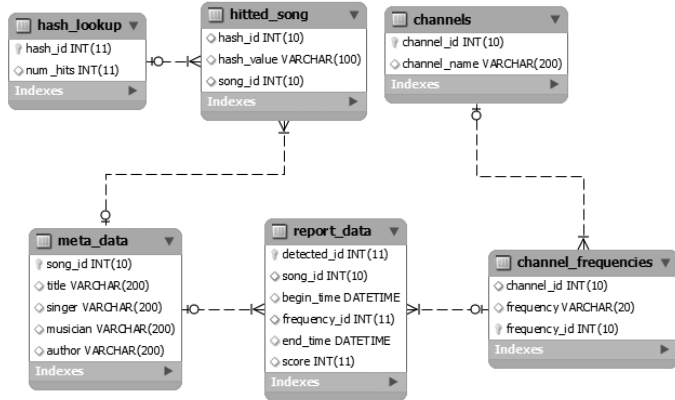 hash_lookup
hash_id INT(11)
num _hits INT(11)
Indexes
hitted_song
hash_id INT(10)
hash_value VARCHAR(100)
song_id INT(10)
Indexes
channels
channel_id INT(10)
channel_name VARCHAR(200)
Indexes
meta_data
song_id INT(10)
title VARCHAR(200)
singer VARCHAR(200)
musician VARCHAR(200)
author VARCHAR(200)
Indexes
report_data
detected_id INT(11)
song_id INT(10)
begin_time DATETIME
frequency_id INT(11)
end_time DATETIME
score INT(11)
Indexes
channel_frequencies
channel_id INT(10)
frequency VARCHAR(20)
frequency_id INT(10)
Indexes